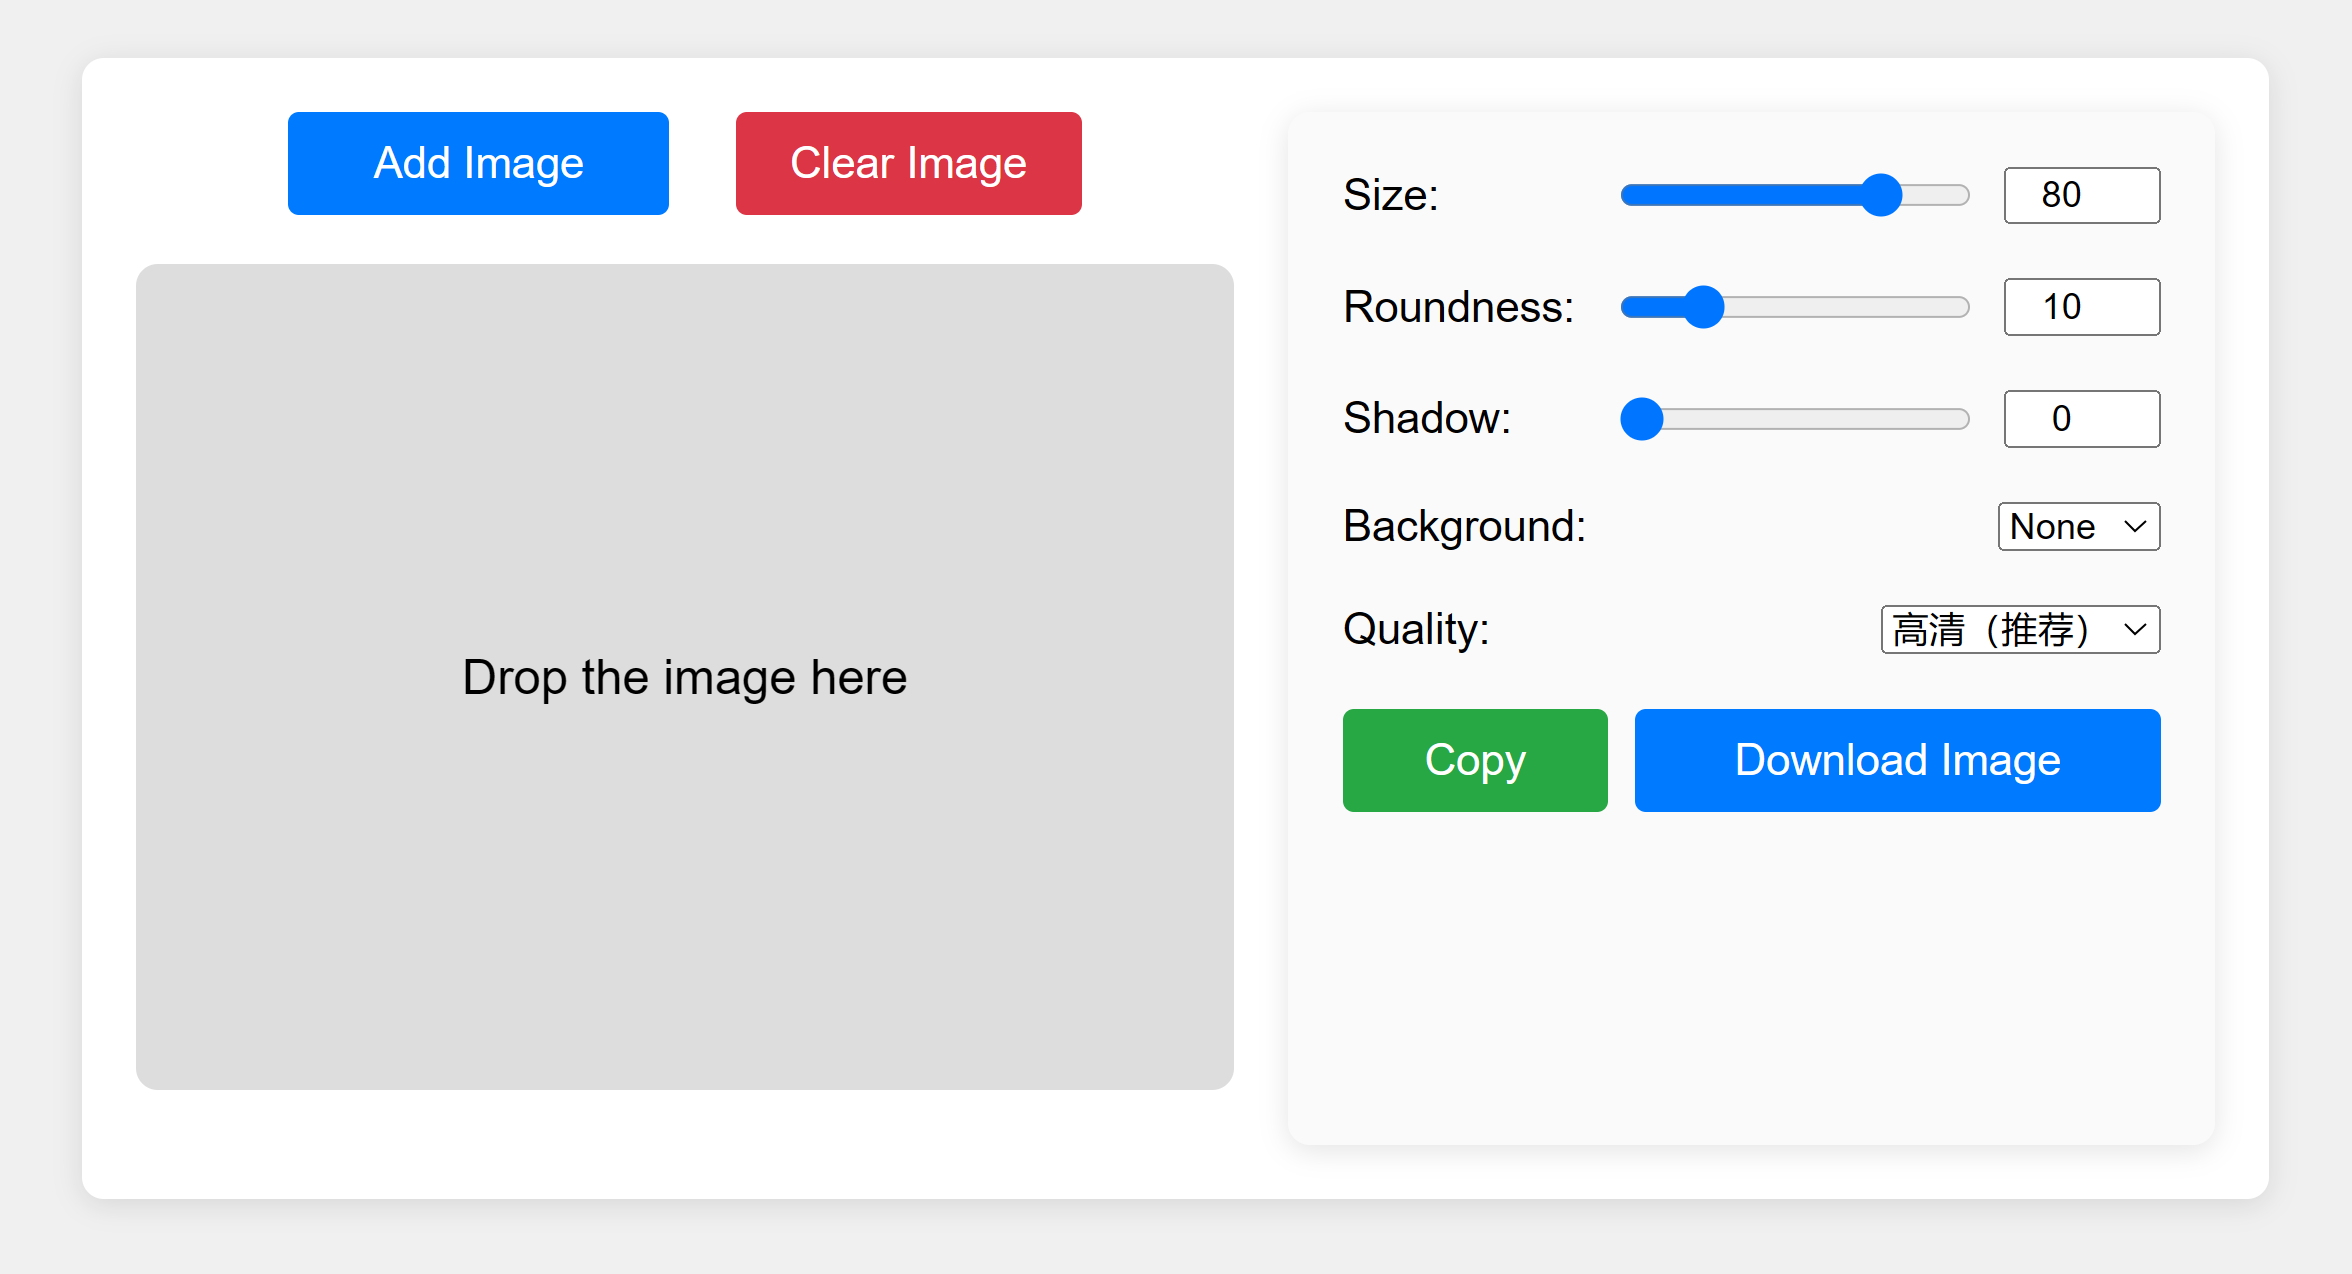 Add Image
Clear Image
Drop the image here
Size:
80
Roundness:
10
Shadow:
0
Background:
None
Quality:
高清（推荐）
Copy
Download Image